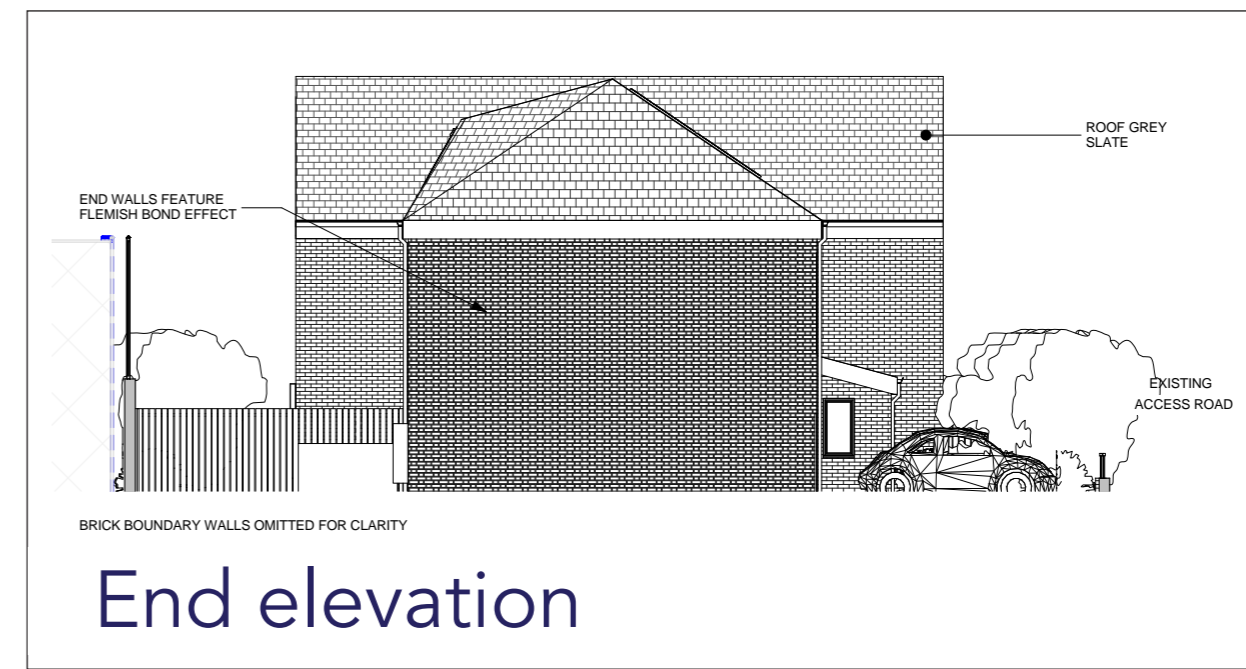 ROOF GREY
SLATE
END WALLS FEATURE
FLEMISH BOND EFFECT
EXISTING
ACCESS ROAD
BRICK BOUNDARY WALLS OMITTED FOR CLARITY
End elevation